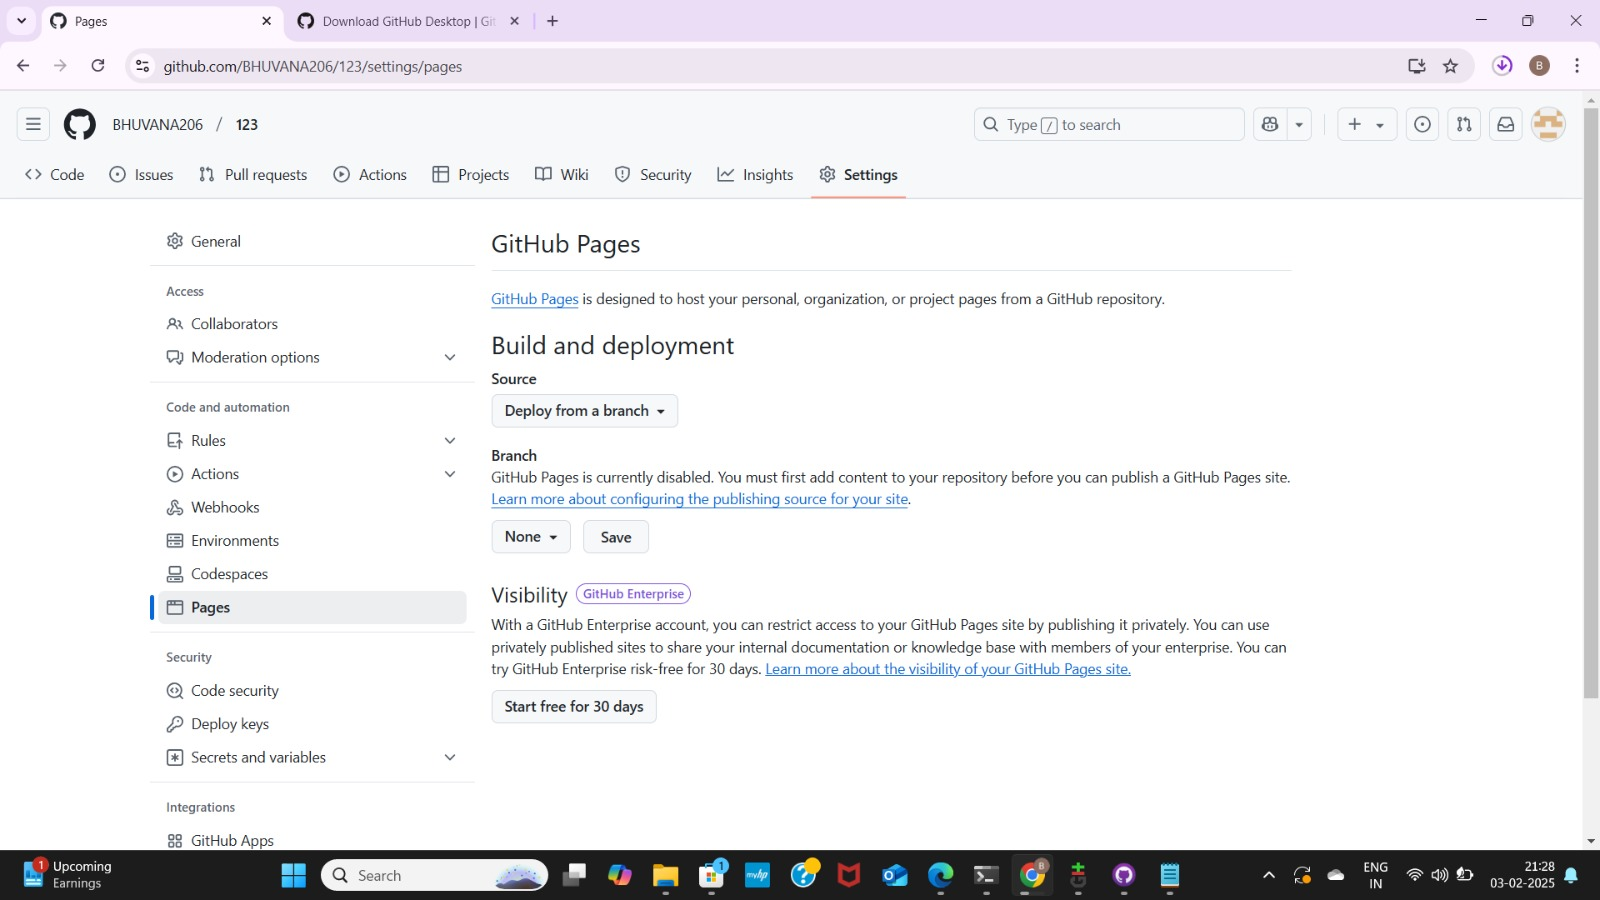 Pages
Download GitHub Desktop | Git
github.com/BHUVANA206/123/settings/pages
B
BHUVANA206 / 123
Type / to search
Code
Issues
Pull requests
Actions
Projects
Wiki
Security
Insights
Settings
General
Access
Collaborators
Moderation options
Code and automation
Rules
Actions
Webhooks
Environments
Codespaces
Pages
Security
Code security
Deploy keys
Secrets and variables
Integrations
GitHub Apps
GitHub Pages
GitHub Pages is designed to host your personal, organization, or project pages from a GitHub repository.
Build and deployment
Source
Deploy from a branch
Branch
GitHub Pages is currently disabled. You must first add content to your repository before you can publish a GitHub Pages site.
Learn more about configuring the publishing source for your site.
None
Save
Visibility GitHub Enterprise
With a GitHub Enterprise account, you can restrict access to your GitHub Pages site by publishing it privately. You can use
privately published sites to share your internal documentation or knowledge base with members of your enterprise. You can
try GitHub Enterprise risk-free for 30 days. Learn more about the visibility of your GitHub Pages site.
Start free for 30 days
1
Upcoming
Earnings
Search
1
myhp
?
B
ENG
IN
21:28
03-02-2025